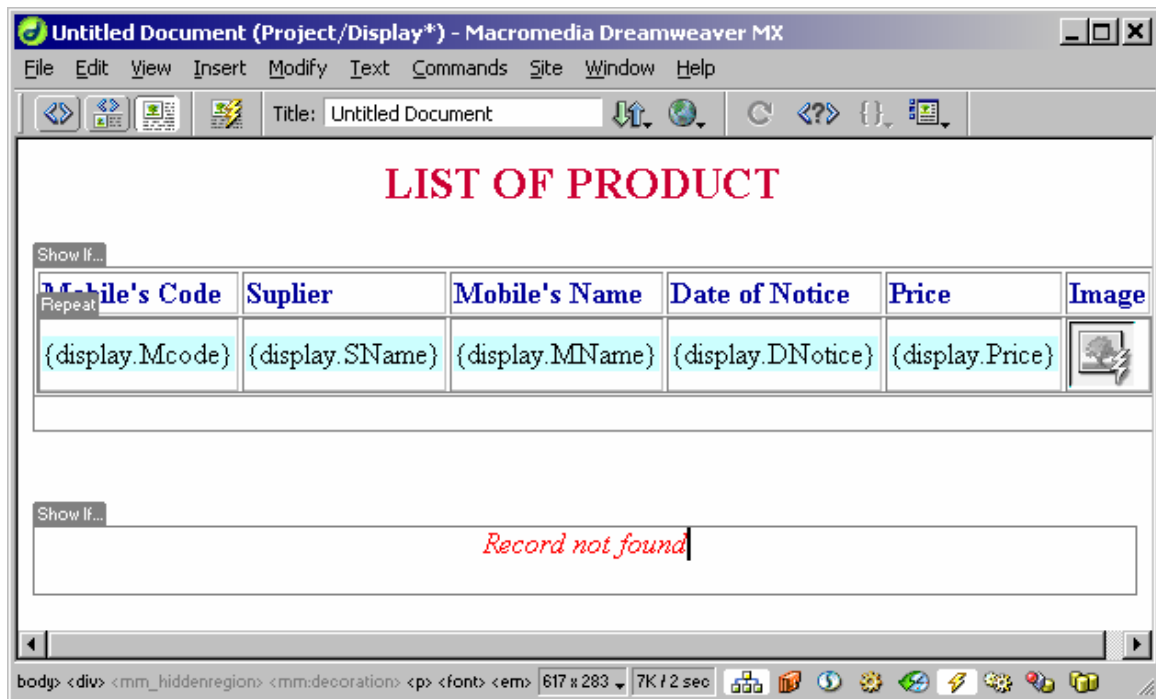 Untitled Document (Project/Display*) - Macromedia Dreamweaver MX
File Edit View Insert Modify Text Commands Site Window Help
Title: Untitled Document
LIST OF PRODUCT
Show If...
Mobile's Code Suplier Mobile's Name Date of Notice Price Image
Repeat
{display.Mcode} {display.SName} {display.MName} {display.DNotice} {display.Price}
Show If...
Record not found
body> <div> <mm_hiddenregion> <mm:decoration> <p> <font> <em> 617 x 283 7K / 2 sec